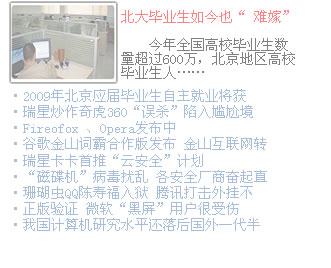 北大毕业生如今也“ 难嫁”
今年全国高校毕业生数
量超过600万，北京地区高校
毕业生人……
· 2009年北京应届毕业生自主就业将获
· 瑞星炒作奇虎360“误杀”陷入尴尬境
· Fireofox 、Opera发布中
· 谷歌金山词霸合作版发布 金山互联网转
· 瑞星卡卡首推“云安全”计划
· “磁碟机”病毒扰乱 各安全厂商奋起直
· 珊瑚虫QQ陈寿福入狱 腾讯打击外挂不
· 正版验证 微软“黑屏”用户很受伤
· 我国计算机研究水平还落后国外一代半